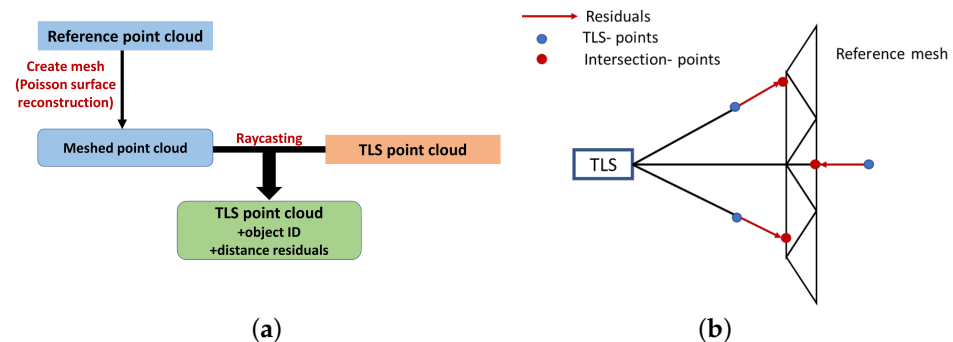 Reference point cloud
Create mesh
(Poisson surface
reconstruction)
Meshed point cloud
Raycasting
TLS point cloud
TLS point cloud
+object ID
+distance residuals
(a)
Residuals
TLS- points
Intersection- points
Reference mesh
TLS
(b)